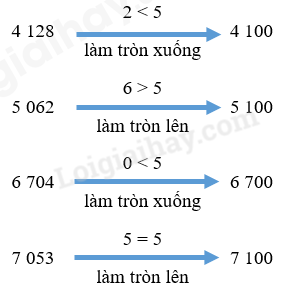 2 < 5
4 128 4 100
làm tròn xuống
6 > 5
5 062 5 100
làm tròn lên
0 < 5
6 704 6 700
làm tròn xuống
5 = 5
7 053 7 100
làm tròn lên
Loigiaihay.com